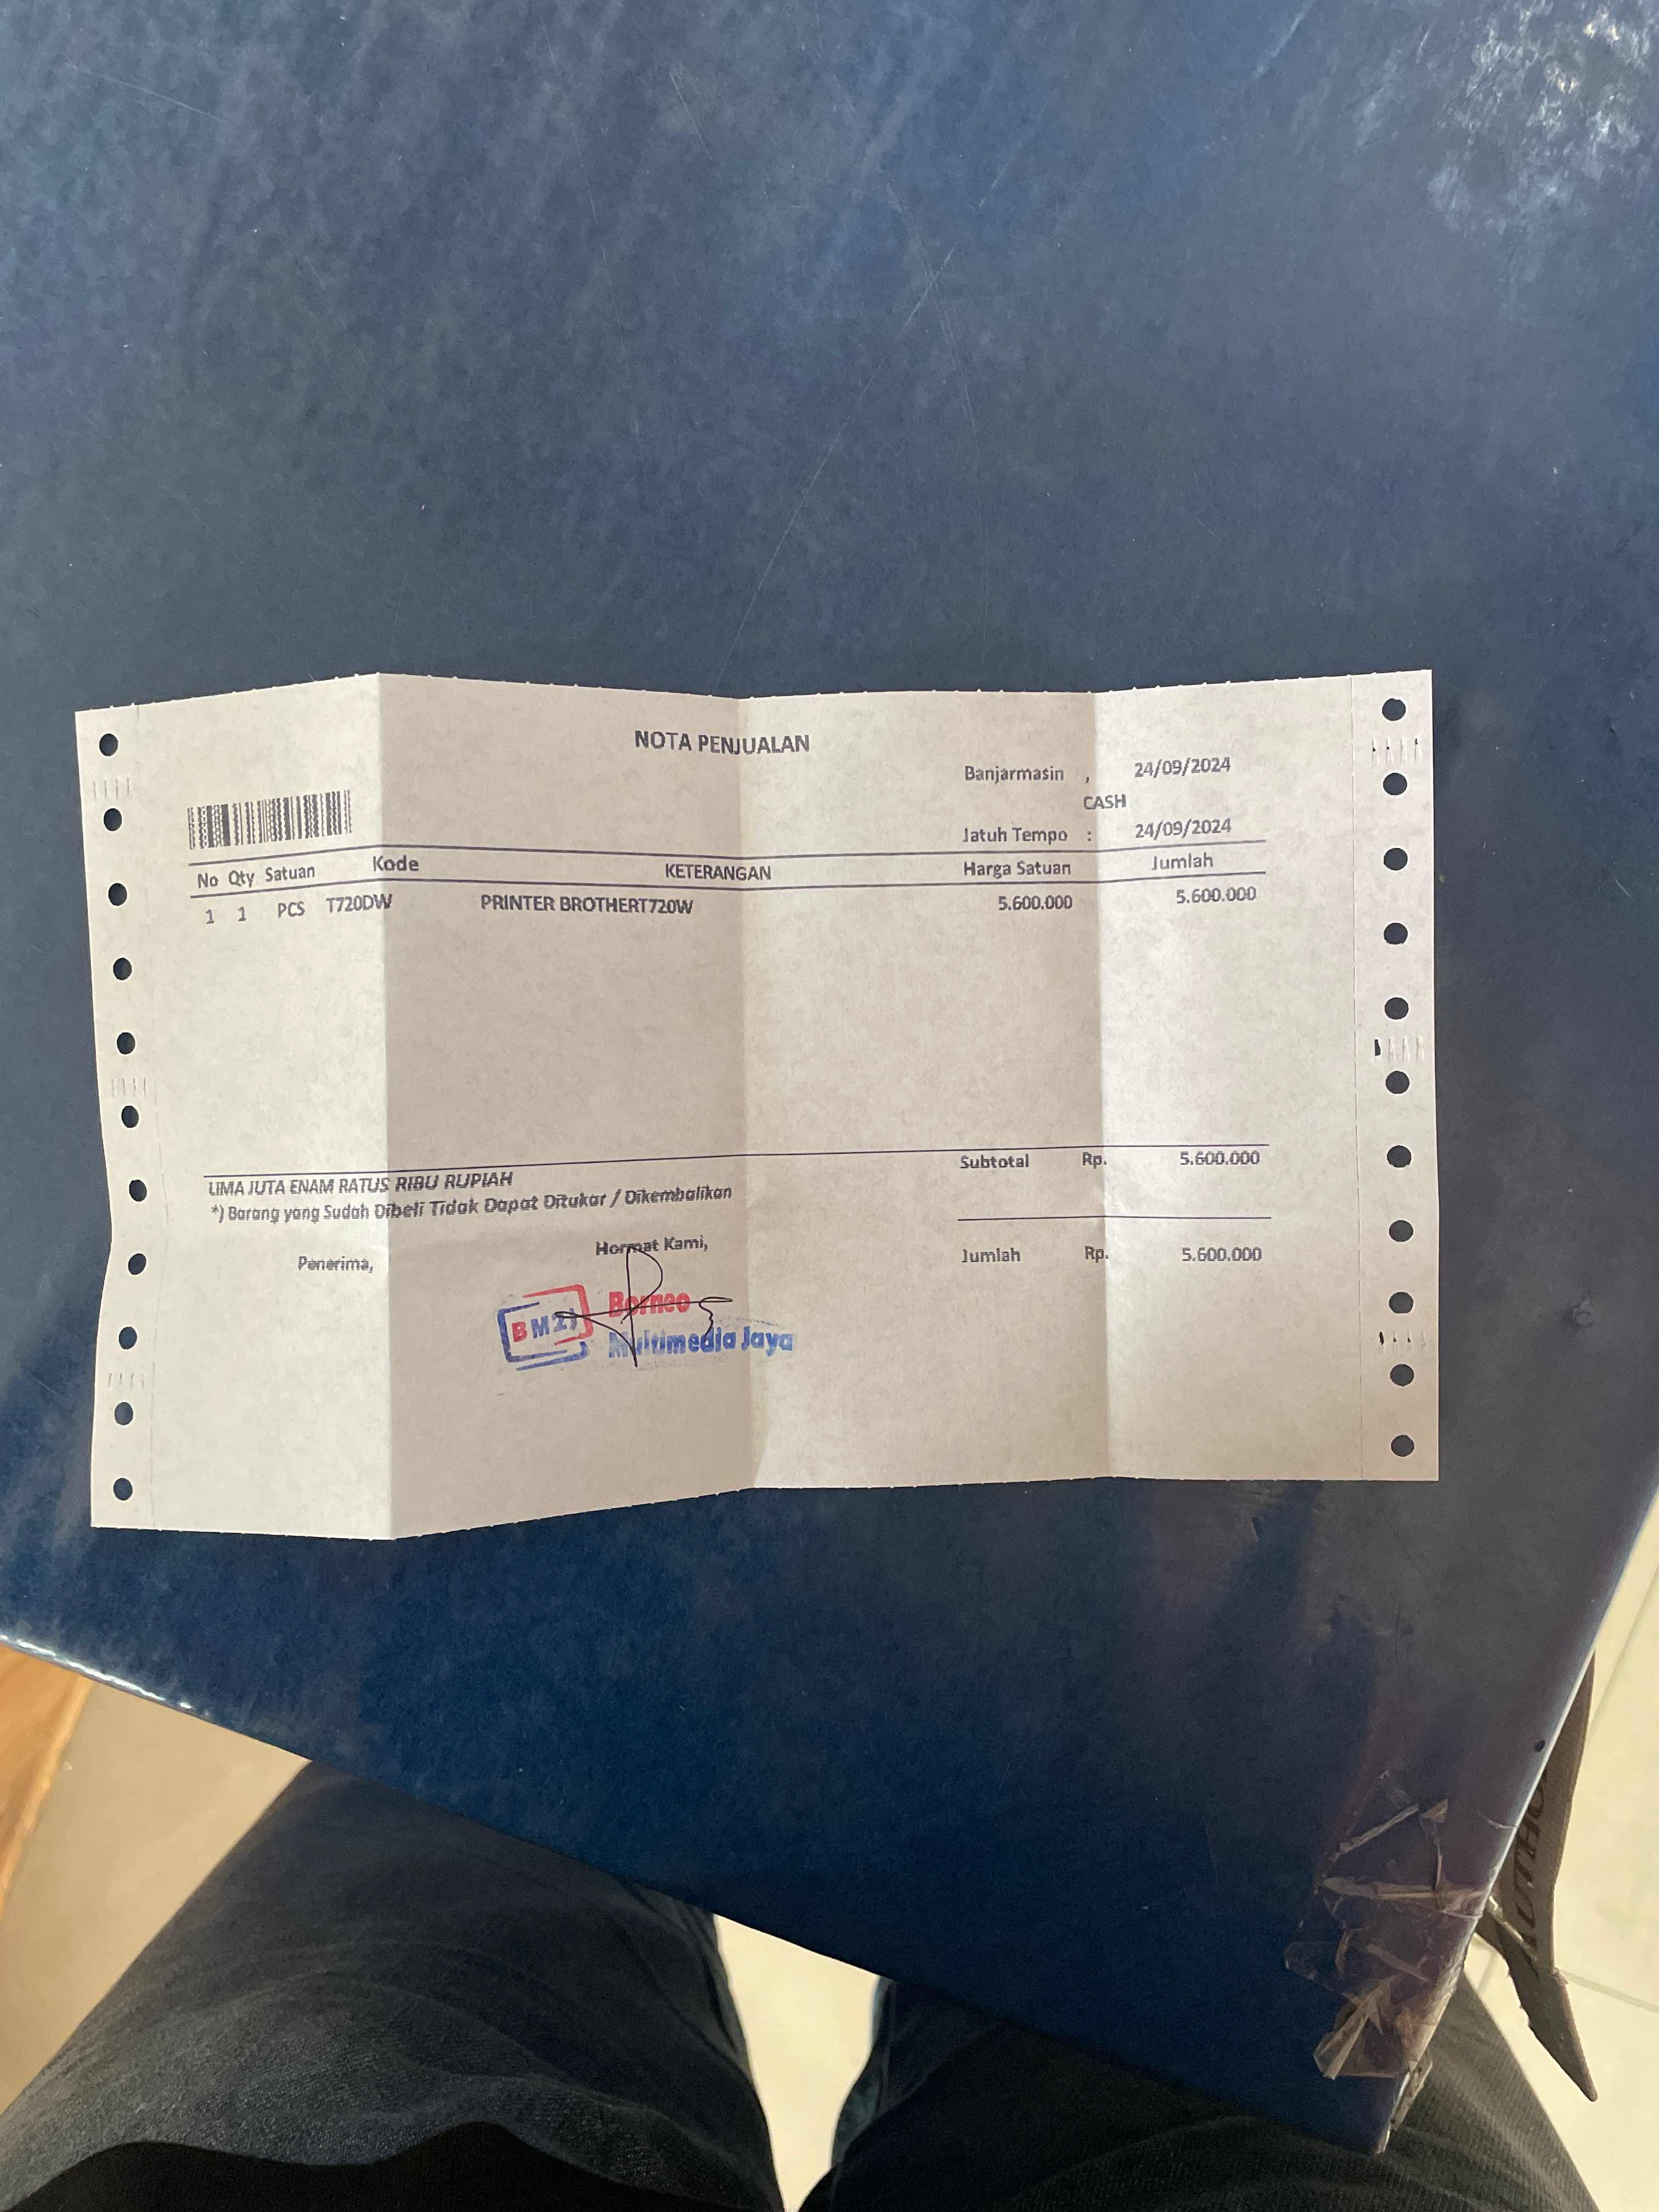 NOTA PENJUALAN
Banjarmasin , 24/09/2024
CASH
Jatuh Tempo : 24/09/2024
No Qty Satuan Kode KETERANGAN Harga Satuan Jumlah
1 1 PCS T720DW PRINTER BROTHERT720W 5.600.000 5.600.000
Subtotal Rp. 5.600.000
LIMA JUTA ENAM RATUS RIBU RUPIAH
*) Barang yang Sudah Dibeli Tidak Dapat Ditukar / Dikembalikan
Penerima, Hormat Kami, Jumlah Rp. 5.600.000
Borneo
Multimedia Jaya